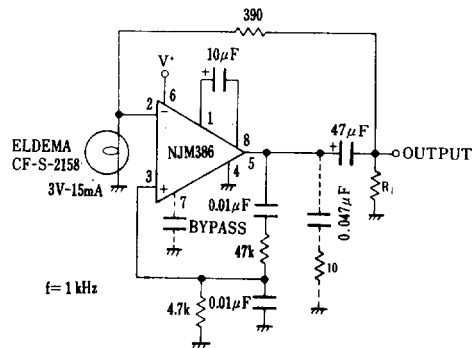 390
V+
6
10μF
+
2
−
1
NJM386
8
5
4
47μF
+
OUTPUT
ELDEMA
CF-S-2158
3V-15mA
3
+
7
BYPASS
0.01μF
0.047μF
R₁
47k
10
f=1 kHz
4.7k
0.01μF